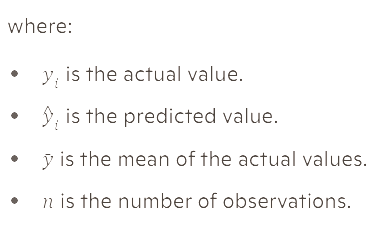 where:
• yᵢ is the actual value.
• ŷᵢ is the predicted value.
• ȳ is the mean of the actual values.
• n is the number of observations.